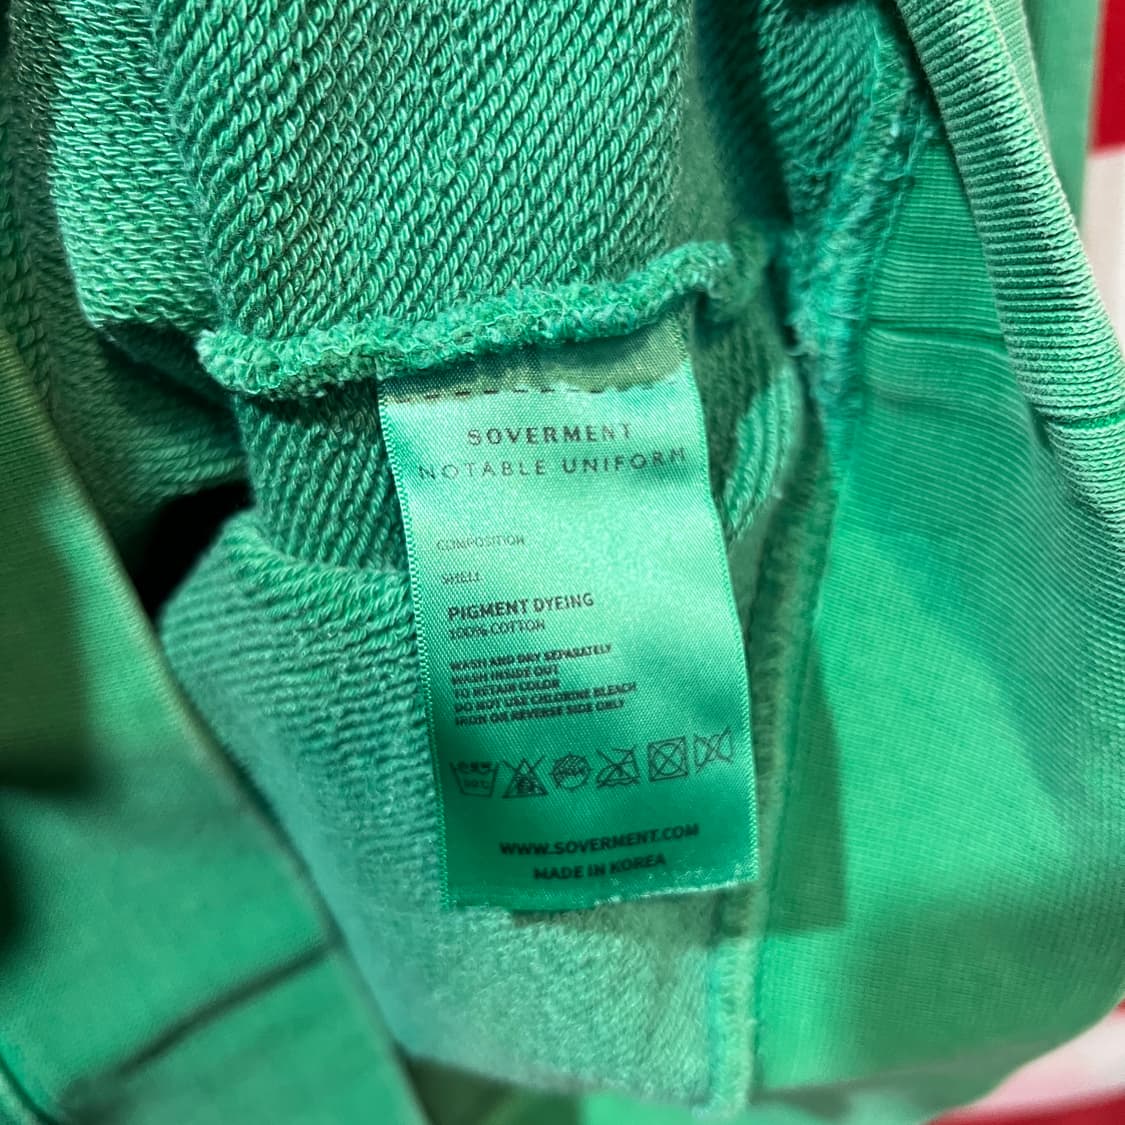 SOVERMENT
NOTABLE UNIFORM
COMPOSITION
SHELL
PIGMENT DYEING
100% COTTON
WASH AND DRY SEPARATELY
WASH INSIDE OUT
TO RETAIN COLOR
DO NOT USE CHLORINE BLEACH
IRON OR REVERSE SIDE ONLY
WWW.SOVERMENT.COM
MADE IN KOREA